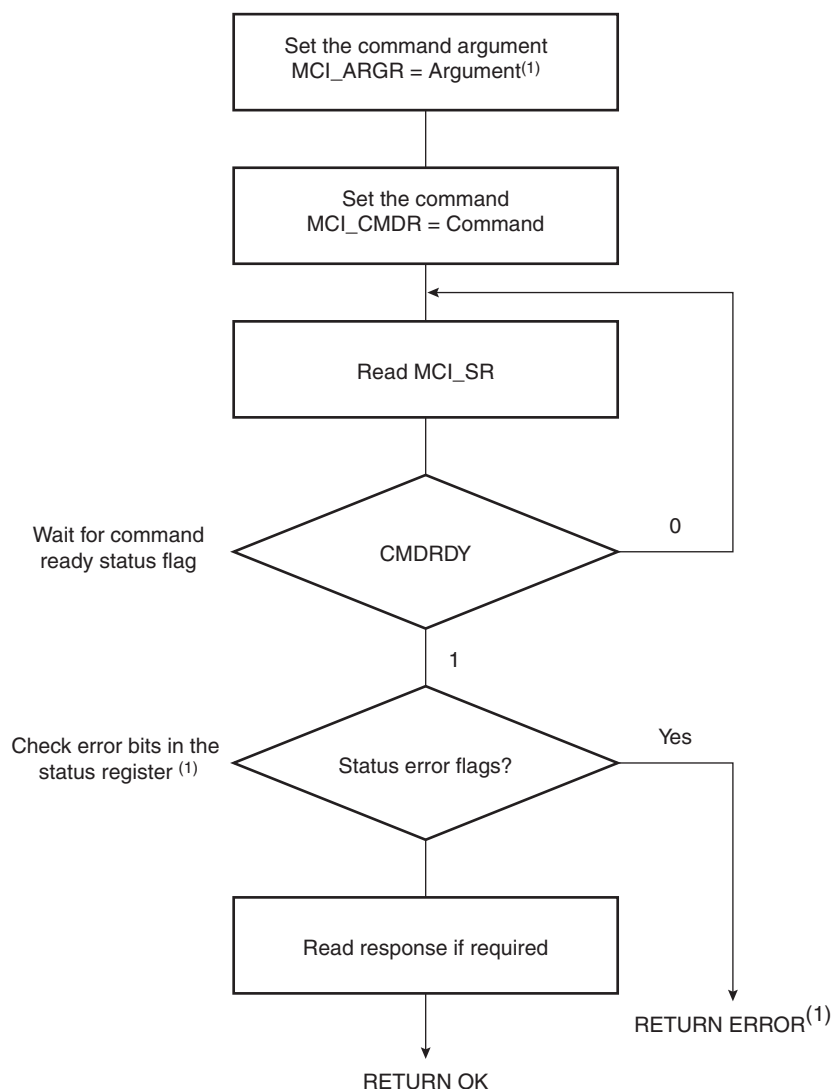 Set the command argument
MCI_ARGR = Argument(1)
Set the command
MCI_CMDR = Command
Read MCI_SR
Wait for command
ready status flag
CMDRDY
0
1
Check error bits in the
status register (1)
Status error flags?
Yes
Read response if required
RETURN ERROR(1)
RETURN OK